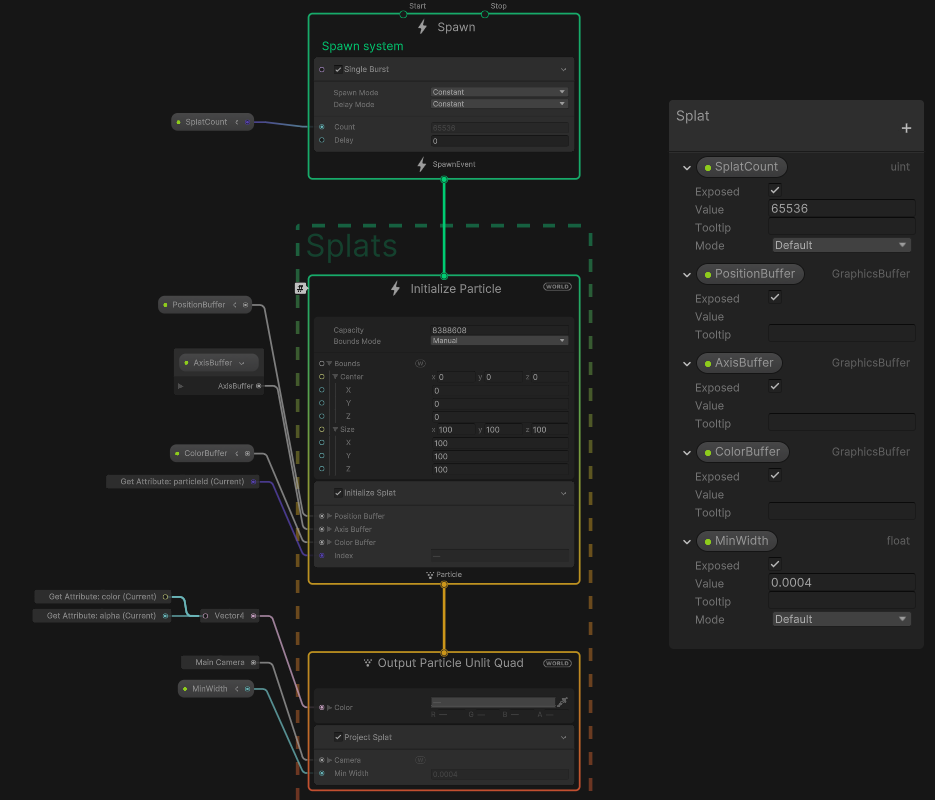 Start Stop
Spawn
Spawn system
Single Burst
Spawn Mode Constant
Delay Mode Constant
SplatCount
Count 65536
Delay 0
SpawnEvent
Splats
#
Initialize Particle WORLD
PositionBuffer
Capacity 8388608
Bounds Mode Manual
AxisBuffer
AxisBuffer
Bounds W
Center x 0 y 0 z 0
X 0
Y 0
Z 0
Size x 100 y 100 z 100
X 100
Y 100
Z 100
ColorBuffer
Get Attribute: particleId (Current)
Initialize Splat
Position Buffer
Axis Buffer
Color Buffer
Index —
Particle
Get Attribute: color (Current)
Get Attribute: alpha (Current)
Vector4
Output Particle Unlit Quad WORLD
Main Camera
MinWidth
Color —
R — G — B — A —
Project Splat
Camera W
Min Width 0.0004
Splat
+
SplatCount uint
Exposed
Value 65536
Tooltip
Mode Default
PositionBuffer GraphicsBuffer
Exposed
Value
Tooltip
AxisBuffer GraphicsBuffer
Exposed
Value
Tooltip
ColorBuffer GraphicsBuffer
Exposed
Value
Tooltip
MinWidth float
Exposed
Value 0.0004
Tooltip
Mode Default